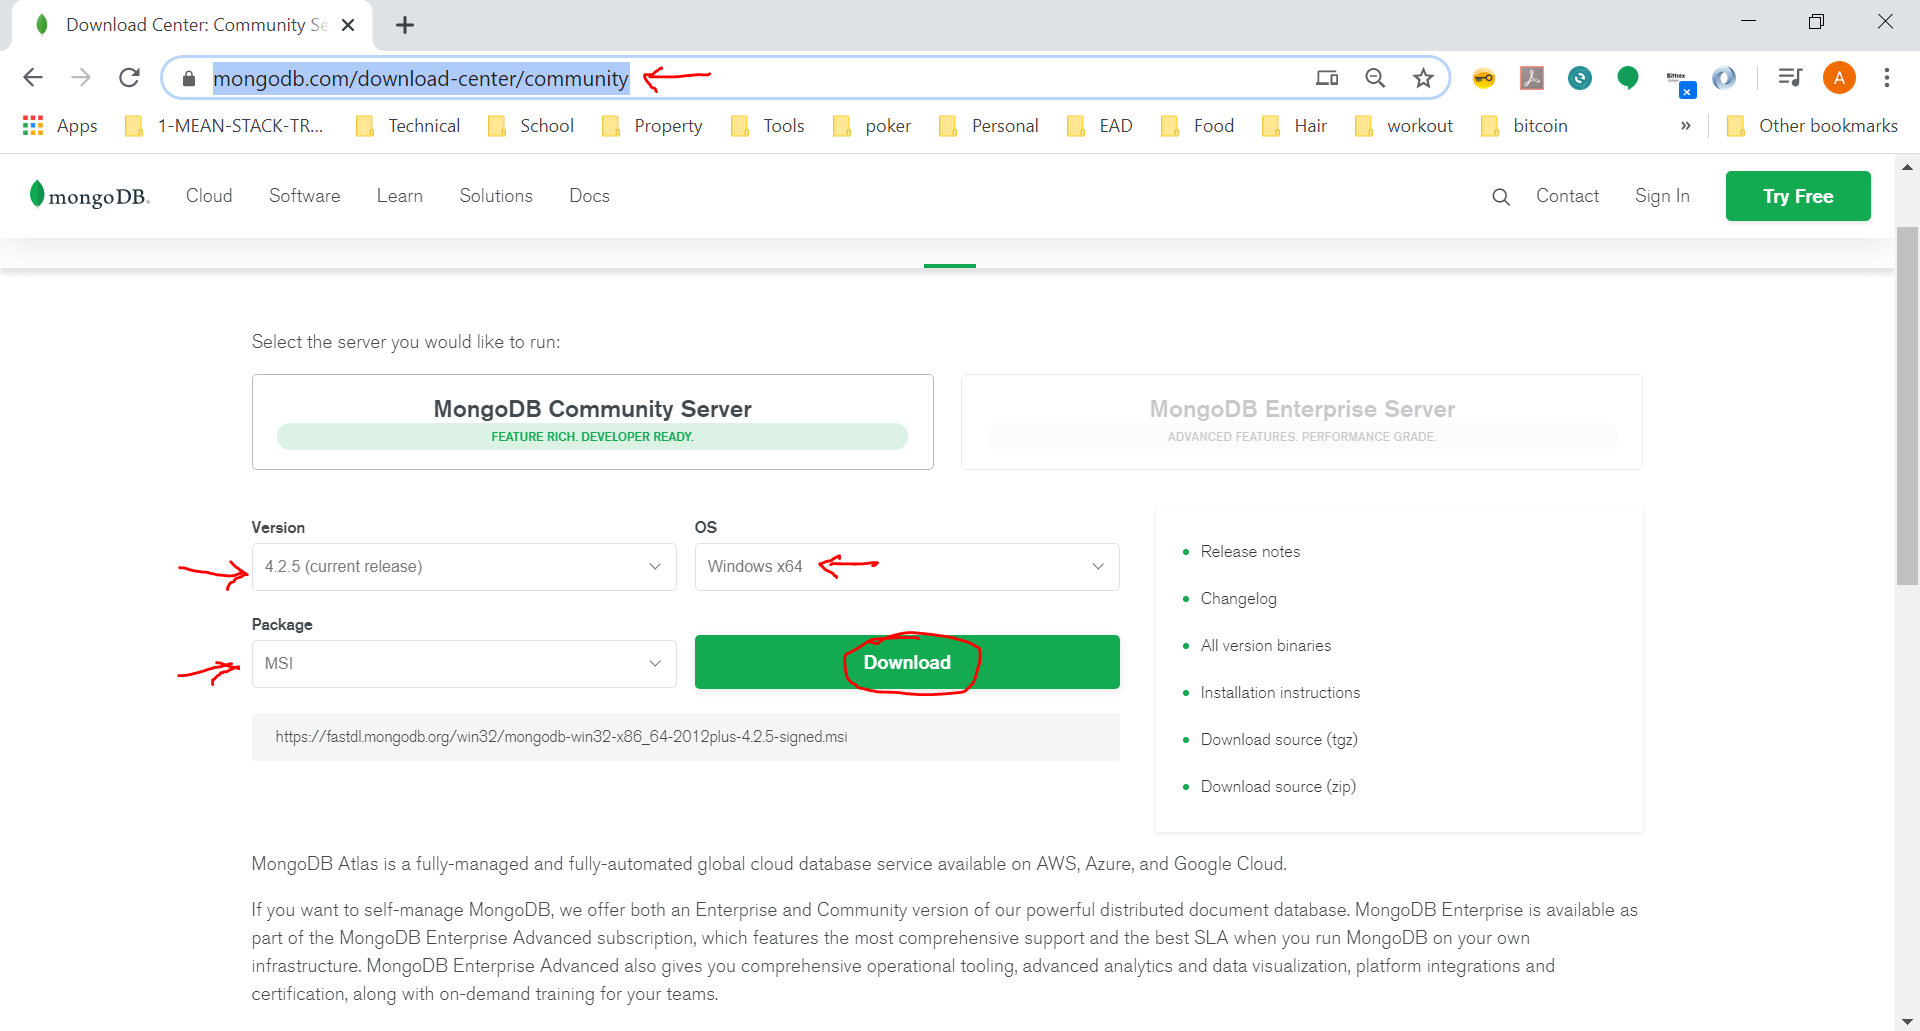 Download Center: Community Se
mongodb.com/download-center/community
Apps 1-MEAN-STACK-TR... Technical School Property Tools poker Personal EAD Food Hair workout bitcoin » Other bookmarks
mongoDB. Cloud Software Learn Solutions Docs Contact Sign In Try Free
Select the server you would like to run:
MongoDB Community Server
FEATURE RICH. DEVELOPER READY.
MongoDB Enterprise Server
ADVANCED FEATURES. PERFORMANCE GRADE.
Version
4.2.5 (current release)
OS
Windows x64
Package
MSI
Download
https://fastdl.mongodb.org/win32/mongodb-win32-x86_64-2012plus-4.2.5-signed.msi
Release notes
Changelog
All version binaries
Installation instructions
Download source (tgz)
Download source (zip)
MongoDB Atlas is a fully-managed and fully-automated global cloud database service available on AWS, Azure, and Google Cloud.
If you want to self-manage MongoDB, we offer both an Enterprise and Community version of our powerful distributed document database. MongoDB Enterprise is available as
part of the MongoDB Enterprise Advanced subscription, which features the most comprehensive support and the best SLA when you run MongoDB on your own
infrastructure. MongoDB Enterprise Advanced also gives you comprehensive operational tooling, advanced analytics and data visualization, platform integrations and
certification, along with on-demand training for your teams.